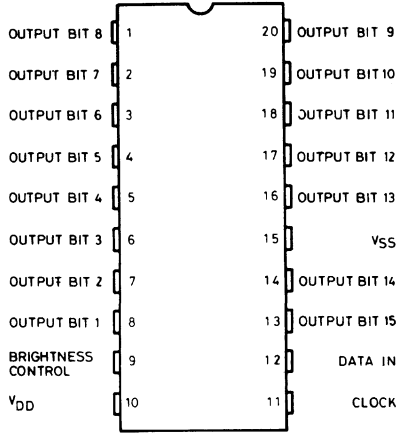 OUTPUT BIT 8 1 20 OUTPUT BIT 9
OUTPUT BIT 7 2 19 OUTPUT BIT 10
OUTPUT BIT 6 3 18 OUTPUT BIT 11
OUTPUT BIT 5 4 17 OUTPUT BIT 12
OUTPUT BIT 4 5 16 OUTPUT BIT 13
OUTPUT BIT 3 6 15 VSS
OUTPUT BIT 2 7 14 OUTPUT BIT 14
OUTPUT BIT 1 8 13 OUTPUT BIT 15
BRIGHTNESS
CONTROL 9 12 DATA IN
VDD 10 11 CLOCK